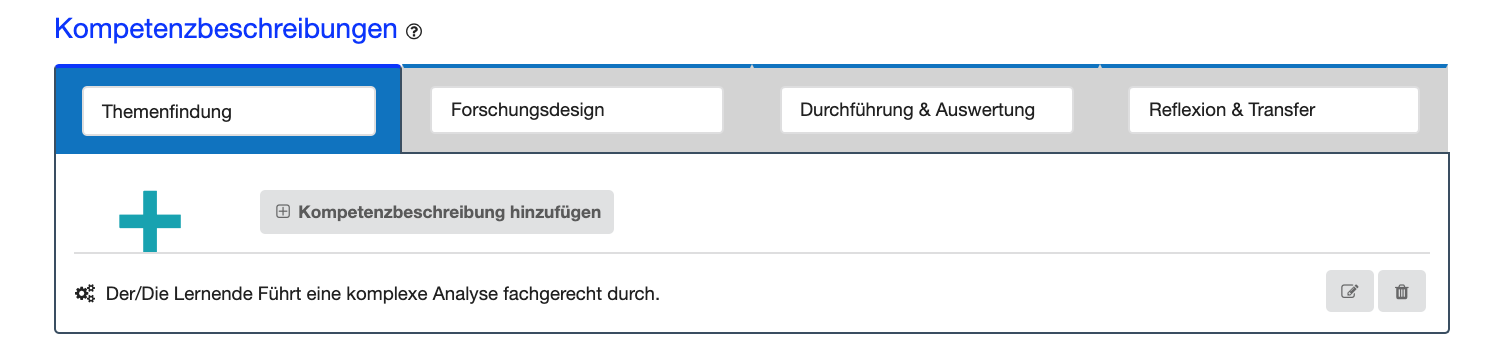 Kompetenzbeschreibungen
Themenfindung
Forschungsdesign
Durchführung & Auswertung
Reflexion & Transfer
Kompetenzbeschreibung hinzufügen
Der/Die Lernende Führt eine komplexe Analyse fachgerecht durch.